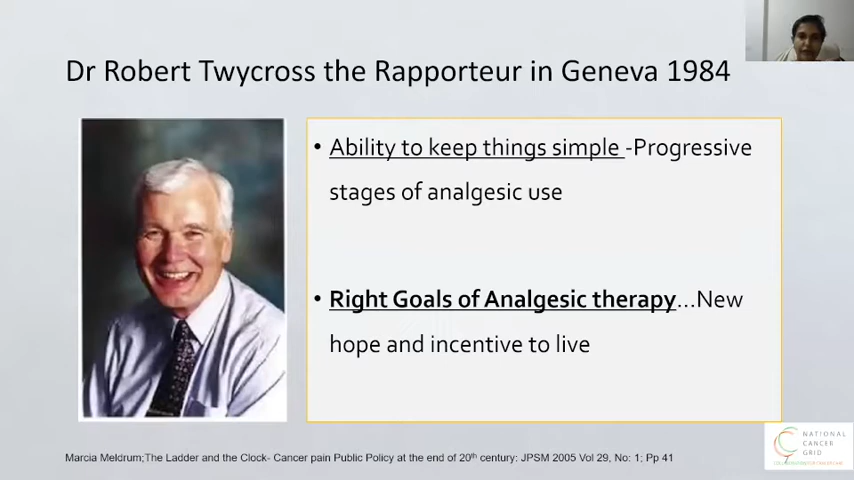 Dr Robert Twycross the Rapporteur in Geneva 1984
• Ability to keep things simple -Progressive
stages of analgesic use
• Right Goals of Analgesic therapy...New
hope and incentive to live
NATIONAL
CANCER
GRID
Marcia Meldrum;The Ladder and the Clock- Cancer pain Public Policy at the end of 20th century: JPSM 2005 Vol 29, No: 1; Pp 41